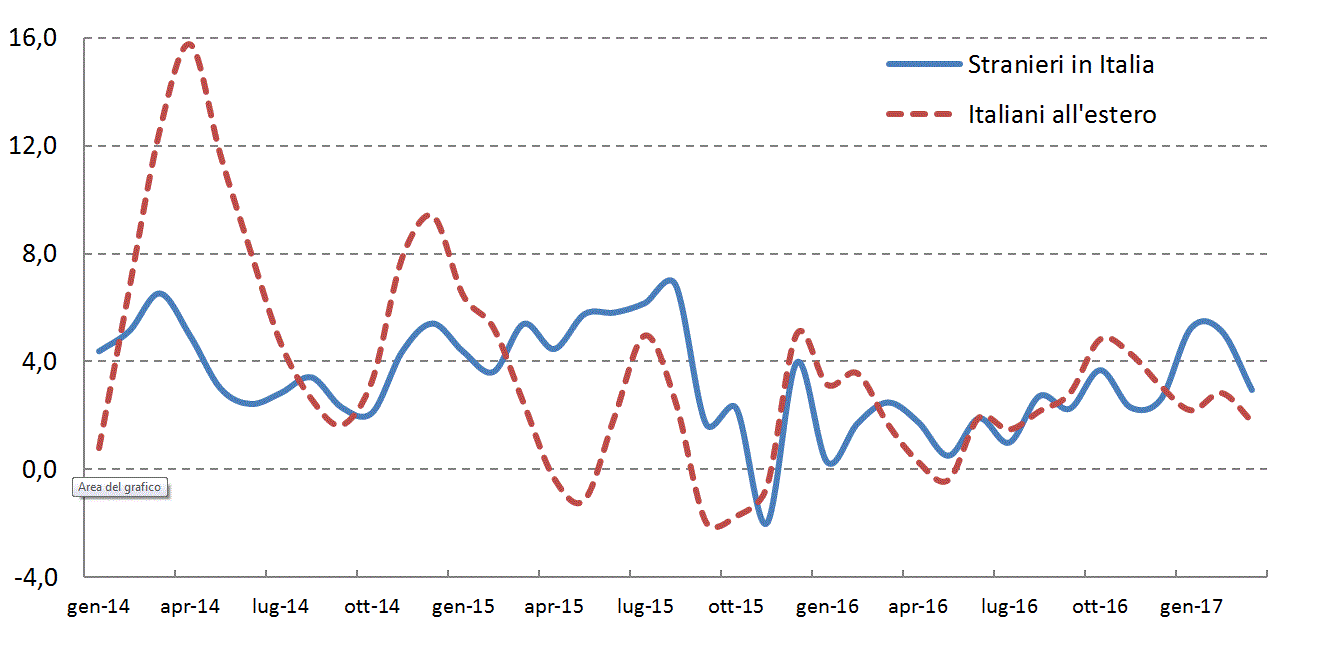 16,0
Stranieri in Italia
Italiani all'estero
12,0
8,0
4,0
0,0
Area del grafico
-4,0
gen-14 apr-14 lug-14 ott-14 gen-15 apr-15 lug-15 ott-15 gen-16 apr-16 lug-16 ott-16 gen-17